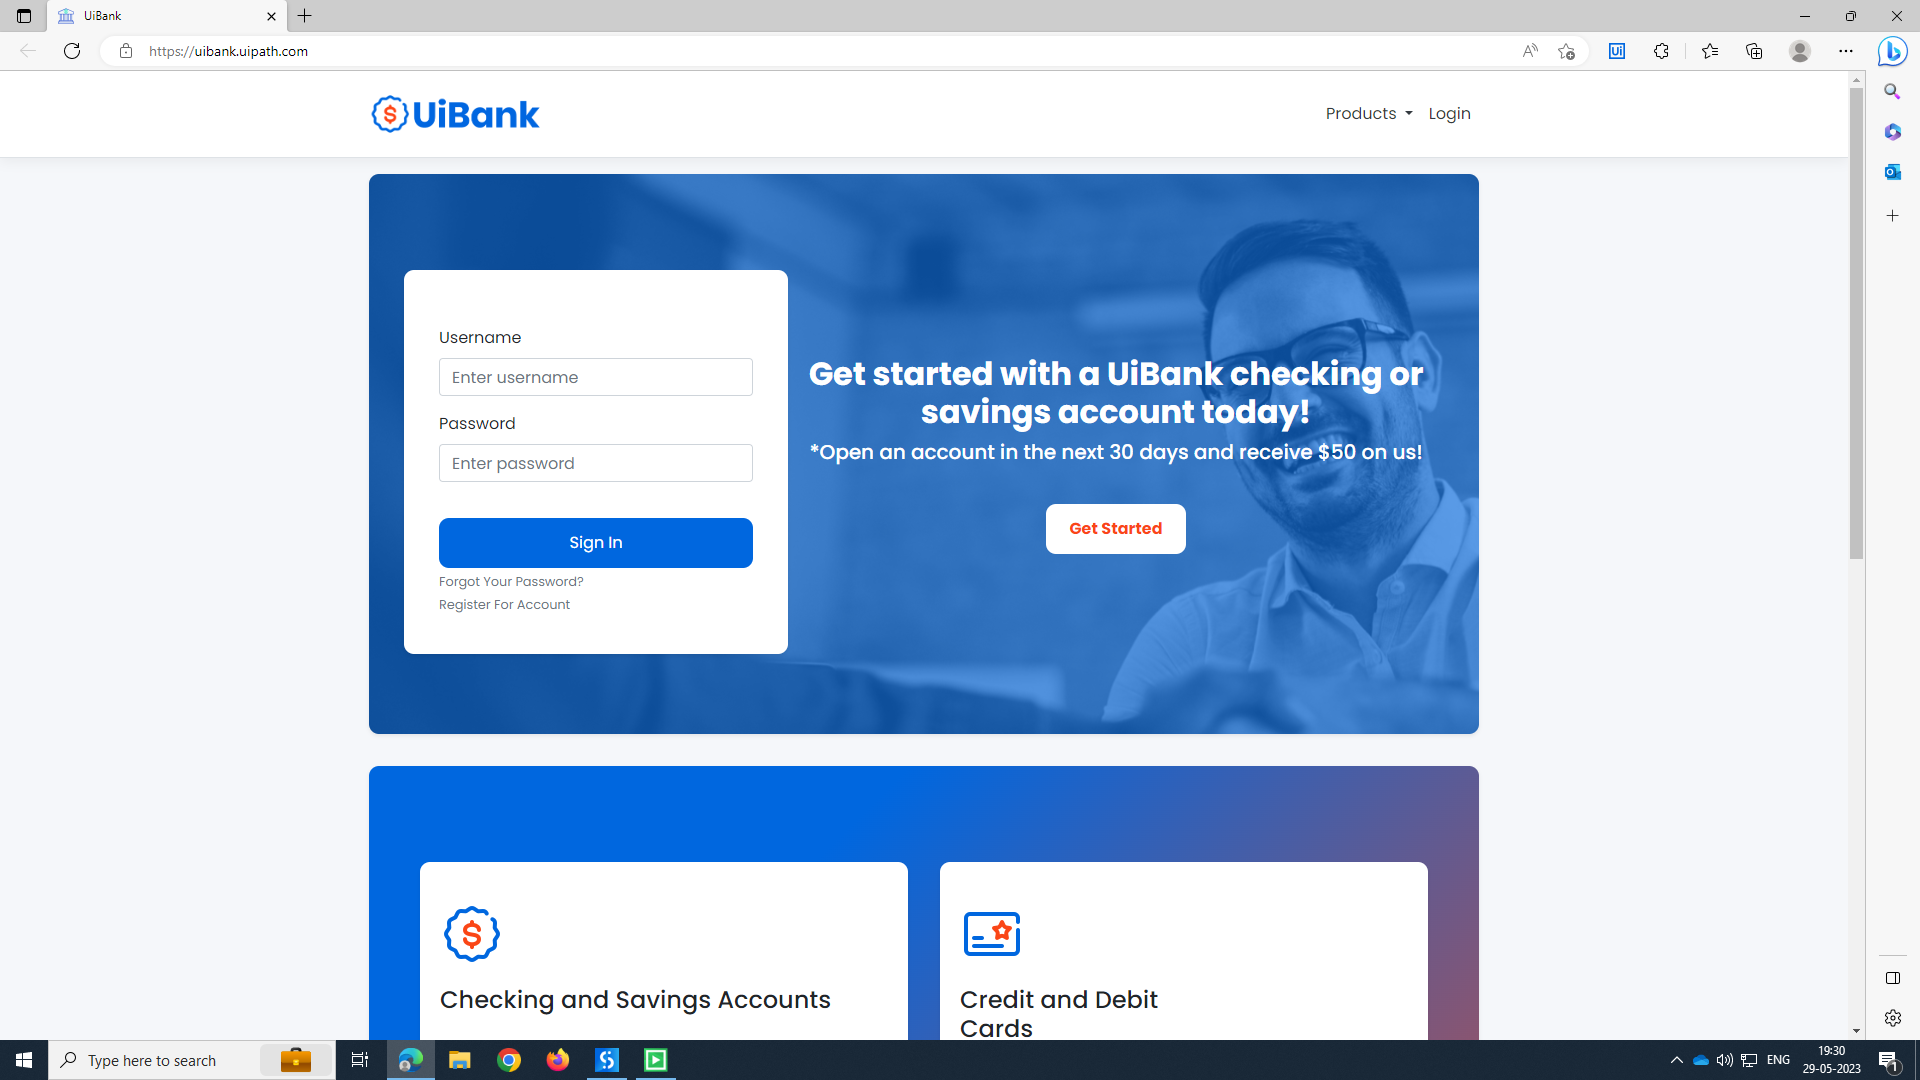 UiBank
https://uibank.uipath.com
UiBank
Products
Login
Username
Enter username
Password
Enter password
Sign In
Forgot Your Password?
Register For Account
Get started with a UiBank checking or
savings account today!
*Open an account in the next 30 days and receive $50 on us!
Get Started
Checking and Savings Accounts
Credit and Debit
Cards
Type here to search
ENG
19:30
29-05-2023
1